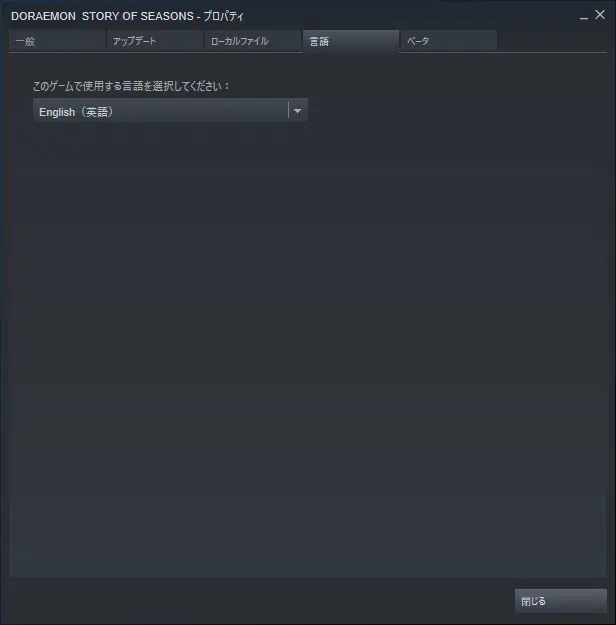 DORAEMON STORY OF SEASONS - プロパティ
一般 アップデート ローカルファイル 言語 ベータ
このゲームで使用する言語を選択してください：
English（英語）
閉じる